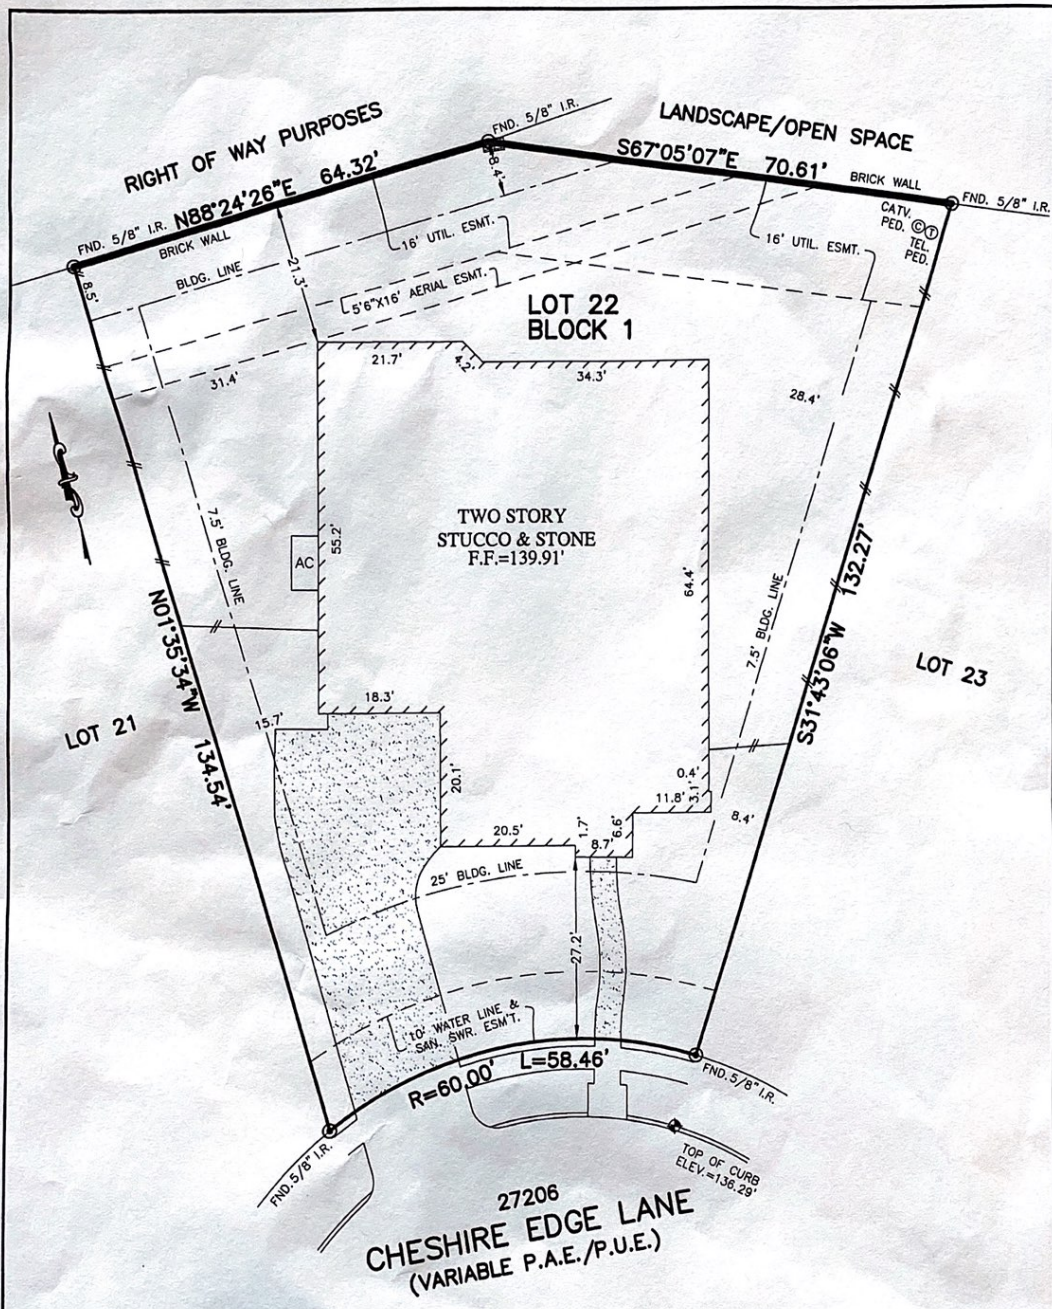 RIGHT OF WAY PURPOSES
N88°24'26"E 64.32'
BRICK WALL
FND. 5/8" I.R.
FND. 5/8" I.R.
LANDSCAPE/OPEN SPACE
S67°05'07"E 70.61'
BRICK WALL
FND. 5/8" I.R.
CATV.
PED.
C
T
TEL.
PED.
8.4'
8.5'
BLDG. LINE
21.3'
16' UTIL. ESMT.
16' UTIL. ESMT.
5'6"X16' AERIAL ESMT.
LOT 22
BLOCK 1
21.7'
4.2'
34.3'
31.4'
28.4'
7.5' BLDG. LINE
TWO STORY
STUCCO & STONE
F.F.=139.91'
AC
55.2'
64.4'
7.5' BLDG. LINE
N01°35'34"W 134.54'
S31°43'06"W 132.27'
LOT 21
LOT 23
15.7'
18.3'
20.1'
20.5'
1.7'
8.7'
6.6'
11.8'
3.1'
0.4'
8.4'
25' BLDG. LINE
27.2'
10' WATER LINE &
SAN. SWR. ESM'T.
R=60.00' L=58.46'
FND. 5/8" I.R.
FND. 5/8" I.R.
TOP OF CURB
ELEV.=136.29'
27206
CHESHIRE EDGE LANE
(VARIABLE P.A.E./P.U.E.)